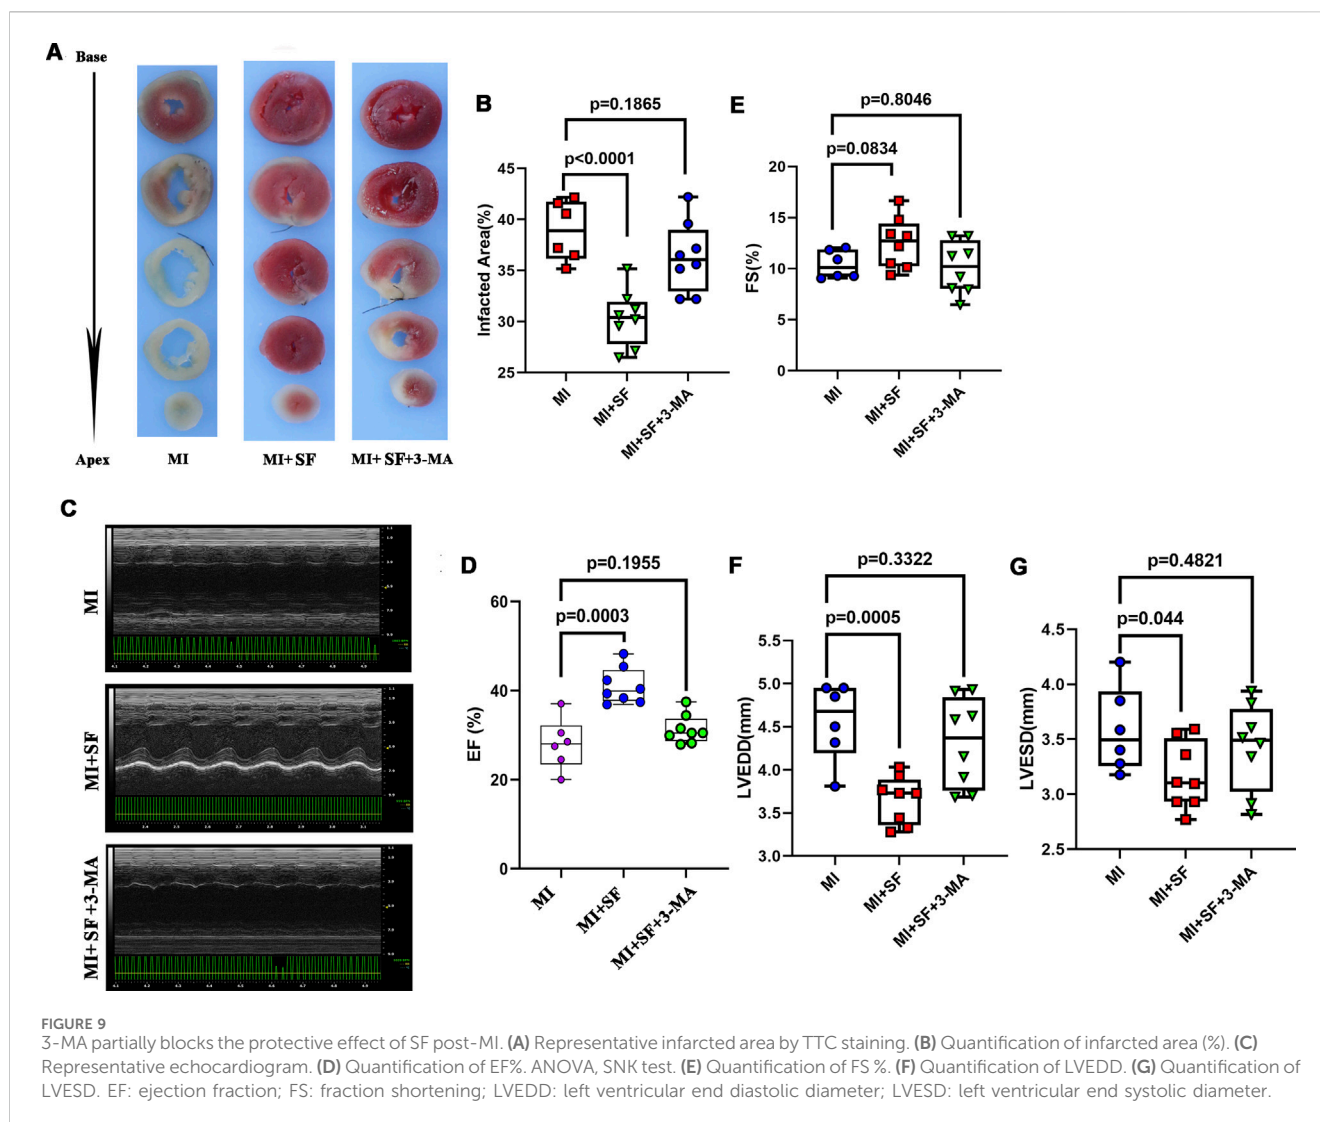 A
Base
Apex
MI
MI+SF
MI+SF+3-MA
B
p=0.1865
p<0.0001
Infacted Area(%)
45
40
35
30
25
MI
MI+SF
MI+SF+3-MA
E
p=0.8046
p=0.0834
FS(%)
20
15
10
5
0
MI
MI+SF
MI+SF+3-MA
C
MI
MI+SF
MI+SF+3-MA
D
p=0.1955
p=0.0003
EF (%)
60
40
20
0
MI
MI+SF
MI+SF+3-MA
F
p=0.3322
p=0.0005
LVEDD(mm)
5.5
5.0
4.5
4.0
3.5
3.0
MI
MI+SF
MI+SF+3-MA
G
p=0.4821
p=0.044
LVESD(mm)
4.5
4.0
3.5
3.0
2.5
MI
MI+SF
MI+SF+3-MA
FIGURE 9
3-MA partially blocks the protective effect of SF post-MI. (A) Representative infarcted area by TTC staining. (B) Quantification of infarcted area (%). (C)
Representative echocardiogram. (D) Quantification of EF%. ANOVA, SNK test. (E) Quantification of FS %. (F) Quantification of LVEDD. (G) Quantification of
LVESD. EF: ejection fraction; FS: fraction shortening; LVEDD: left ventricular end diastolic diameter; LVESD: left ventricular end systolic diameter.